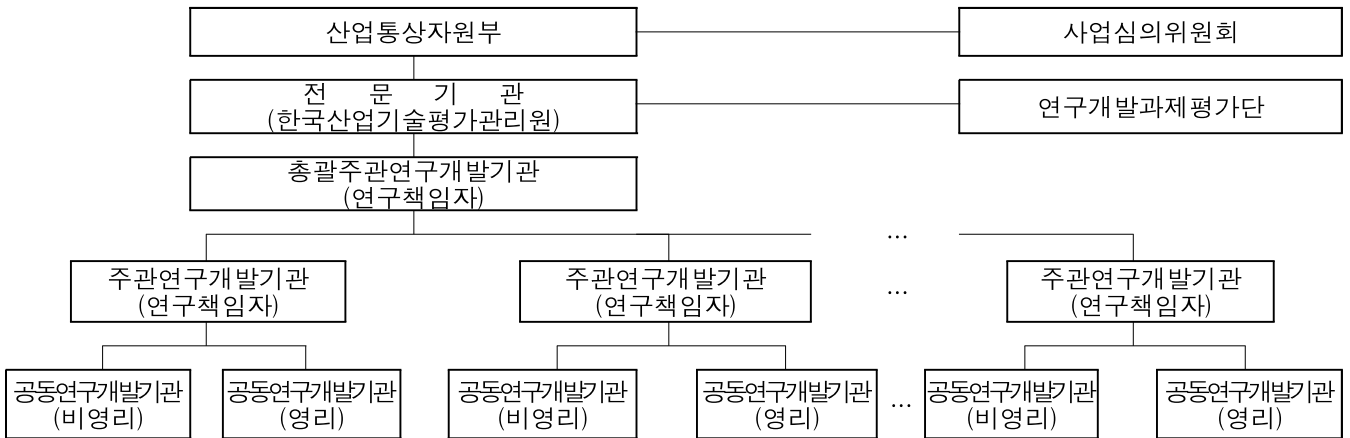 산업통상자원부
사업심의위원회
전 문 기 관
(한국산업기술평가관리원)
연구개발과제평가단
총괄주관연구개발기관
(연구책임자)
...
주관연구개발기관
(연구책임자)
주관연구개발기관
(연구책임자)
...
주관연구개발기관
(연구책임자)
공동연구개발기관
(비영리)
공동연구개발기관
(영리)
공동연구개발기관
(비영리)
공동연구개발기관
(영리)
...
공동연구개발기관
(비영리)
공동연구개발기관
(영리)